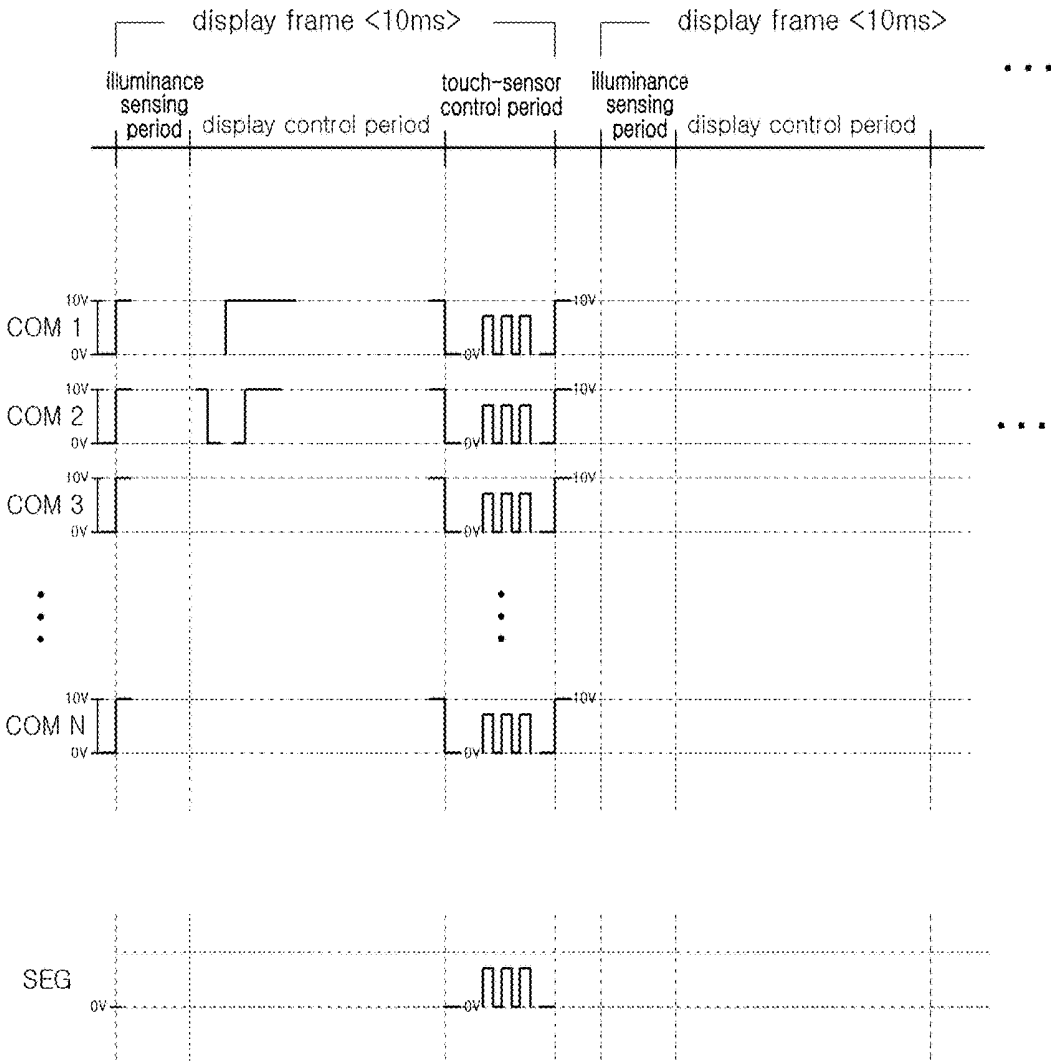 display frame <10ms> display frame <10ms>
illuminance sensing period
display control period
touch-sensor control period
illuminance sensing period
display control period
COM 1
10V
0V
0V
10V
COM 2
10V
0V
0V
10V
COM 3
10V
0V
0V
10V
COM N
10V
0V
0V
10V
SEG
0V
0V